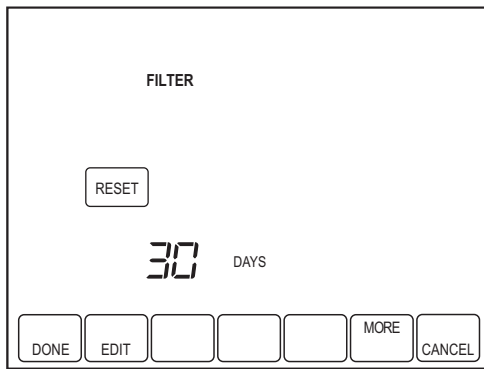 FILTER
RESET
30 DAYS
MORE
DONE EDIT CANCEL